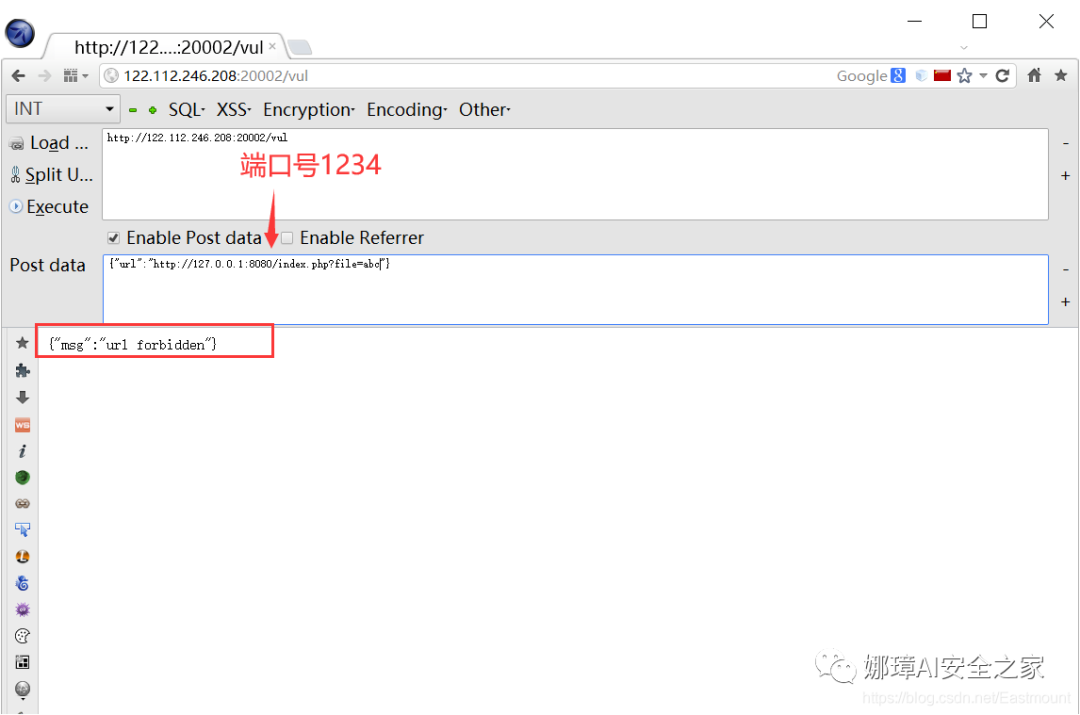 http://122....:20002/vul ×
122.112.246.208:20002/vul
Google
INT
SQL
XSS
Encryption
Encoding
Other
Load ...
http://122.112.246.208:20002/vul
端口号1234
Split U...
Execute
Enable Post data
Enable Referrer
Post data
{"url":"http://127.0.0.1:8080/index.php?file=abc"}
{"msg":"url forbidden"}
娜璋AI安全之家
https://blog.csdn.net/Eastmount